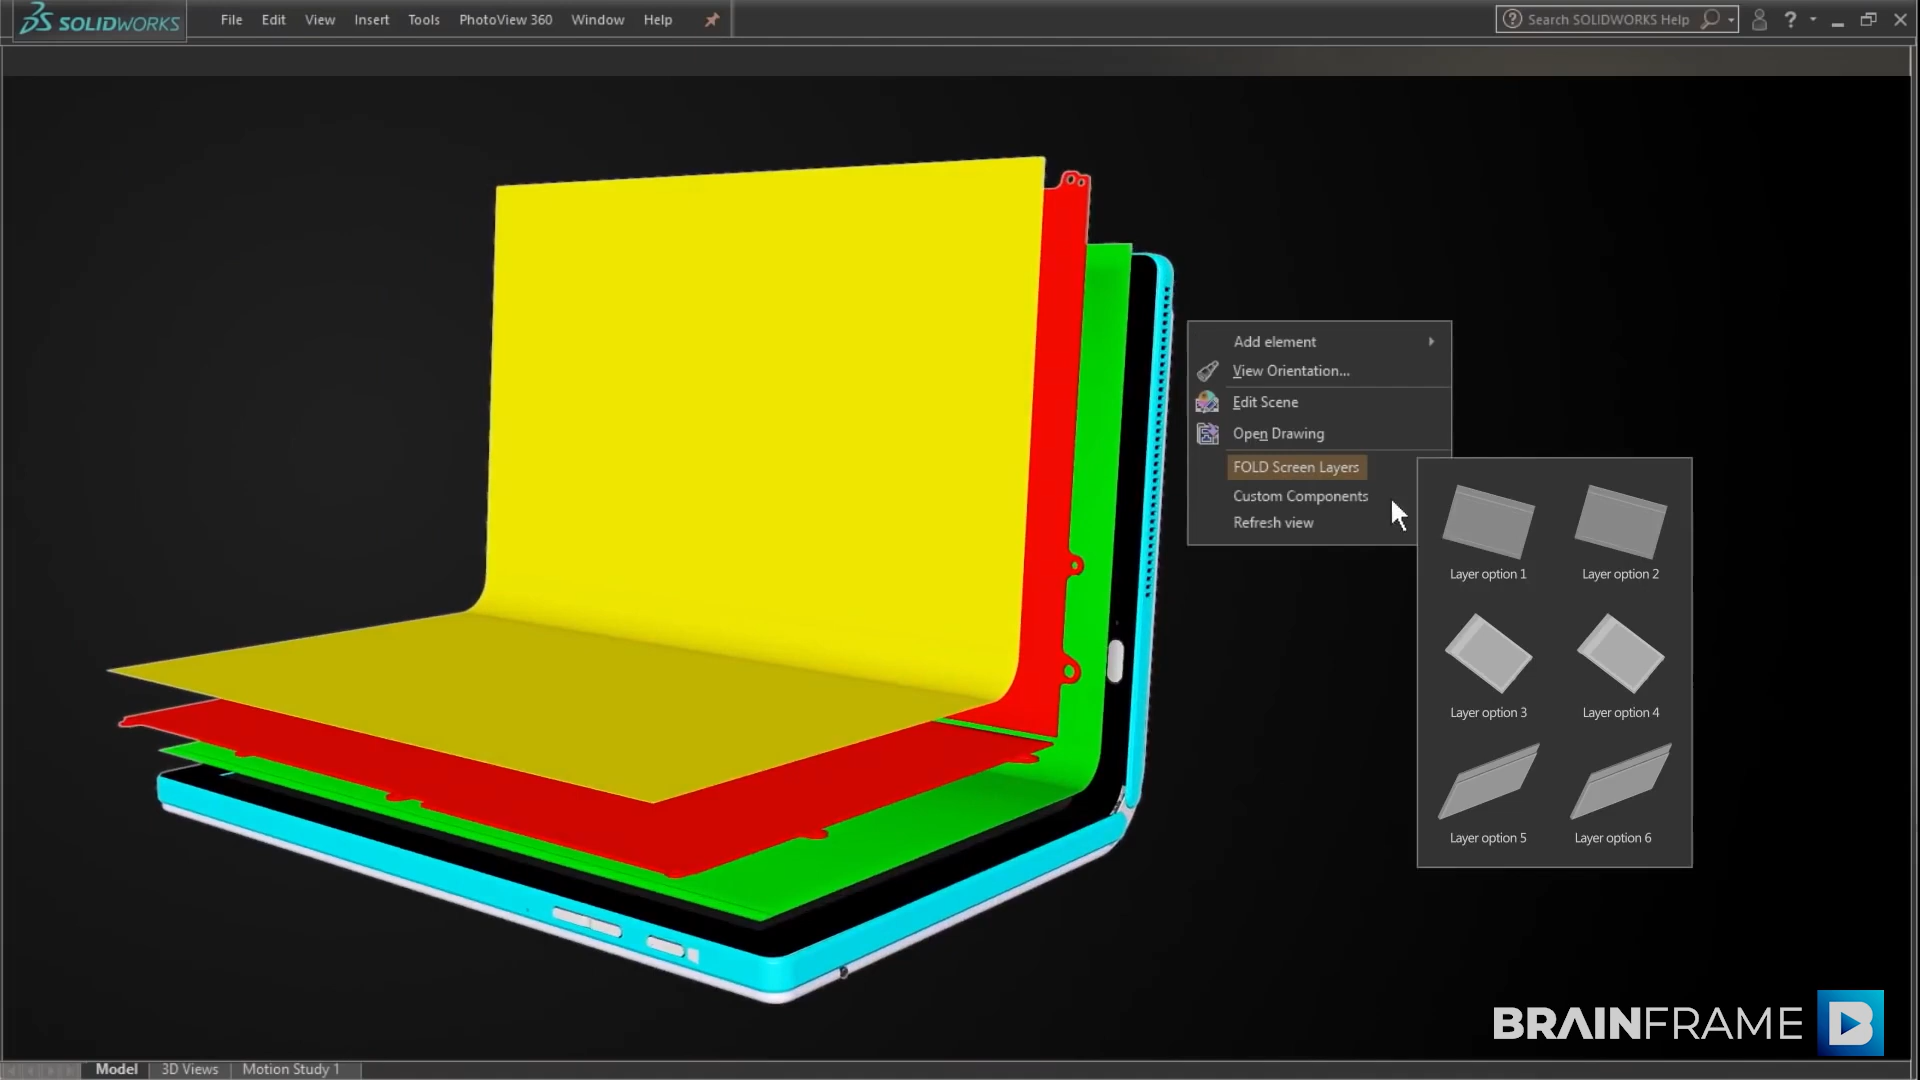 SOLIDWORKS File Edit View Insert Tools PhotoView 360 Window Help Search SOLIDWORKS Help ?
Add element
View Orientation...
Edit Scene
Open Drawing
FOLD Screen Layers
Custom Components
Refresh view
Layer option 1 Layer option 2
Layer option 3 Layer option 4
Layer option 5 Layer option 6
BRAINFRAME B
Model 3D Views Motion Study 1